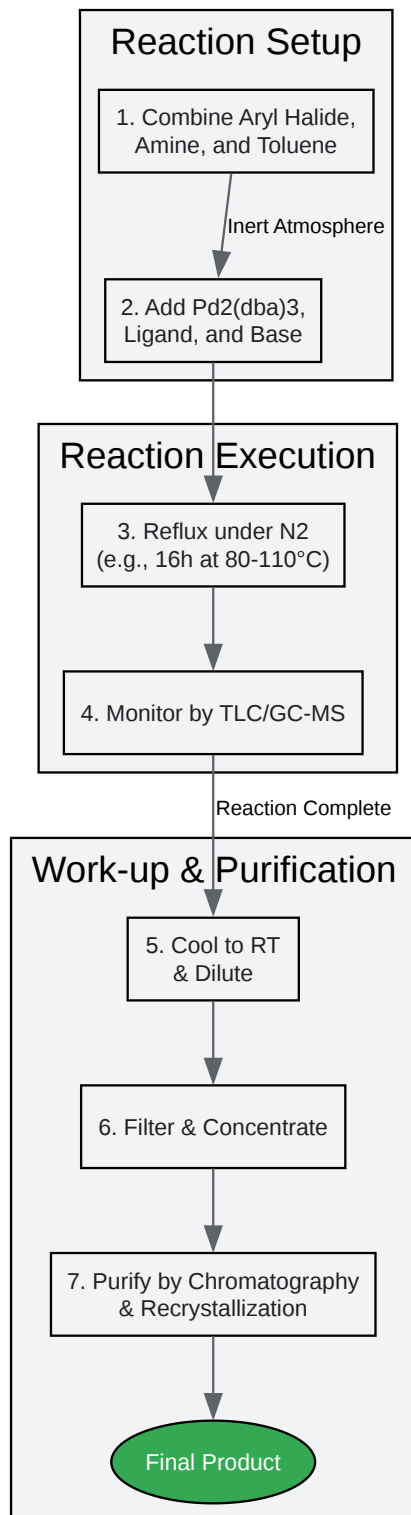 Reaction Setup
1. Combine Aryl Halide,
Amine, and Toluene
Inert Atmosphere
2. Add Pd2(dba)3,
Ligand, and Base
Reaction Execution
3. Reflux under N2
(e.g., 16h at 80-110°C)
4. Monitor by TLC/GC-MS
Reaction Complete
Work-up & Purification
5. Cool to RT
& Dilute
6. Filter & Concentrate
7. Purify by Chromatography
& Recrystallization
Final Product